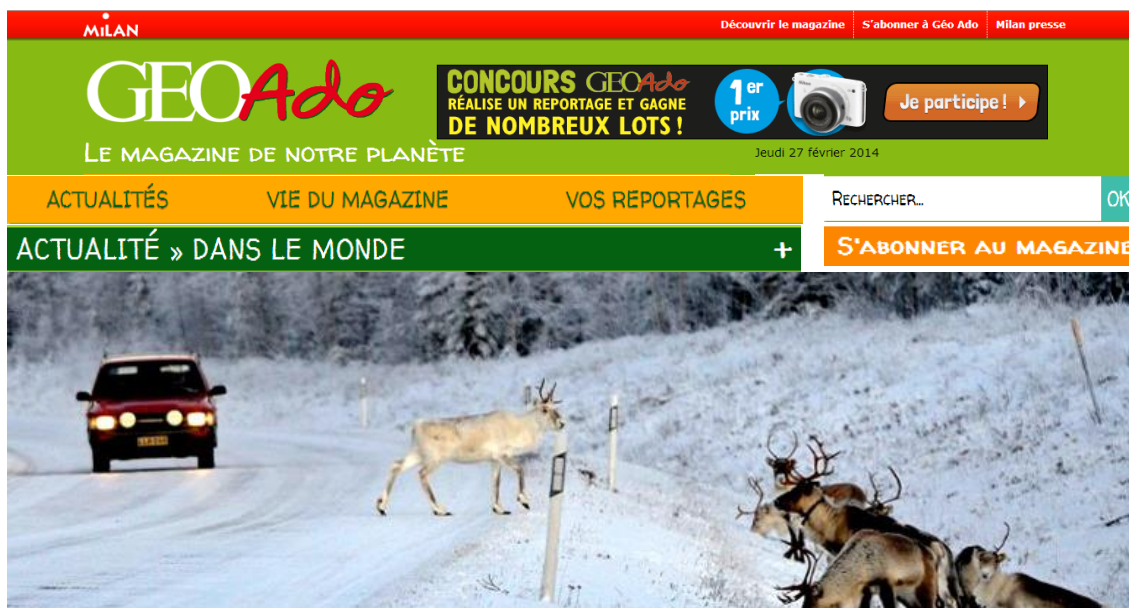 MiLAN
Découvrir le magazine
S'abonner à Géo Ado
Milan presse
GEOAdo
LE MAGAZINE DE NOTRE PLANÈTE
CONCOURS GEOAdo
RÉALISE UN REPORTAGE ET GAGNE
DE NOMBREUX LOTS !
1er
prix
Je participe !
Jeudi 27 février 2014
ACTUALITÉS
VIE DU MAGAZINE
VOS REPORTAGES
RECHERCHER...
OK
ACTUALITÉ » DANS LE MONDE
+
S'ABONNER AU MAGAZINE